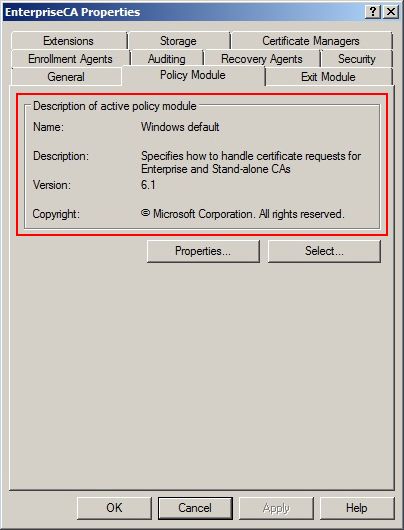 EnterpriseCA Properties
Extensions Storage Certificate Managers
Enrollment Agents Auditing Recovery Agents Security
General Policy Module Exit Module
Description of active policy module
Name: Windows default
Description: Specifies how to handle certificate requests for
Enterprise and Stand-alone CAs
Version: 6.1
Copyright: © Microsoft Corporation. All rights reserved.
Properties... Select...
OK Cancel Apply Help